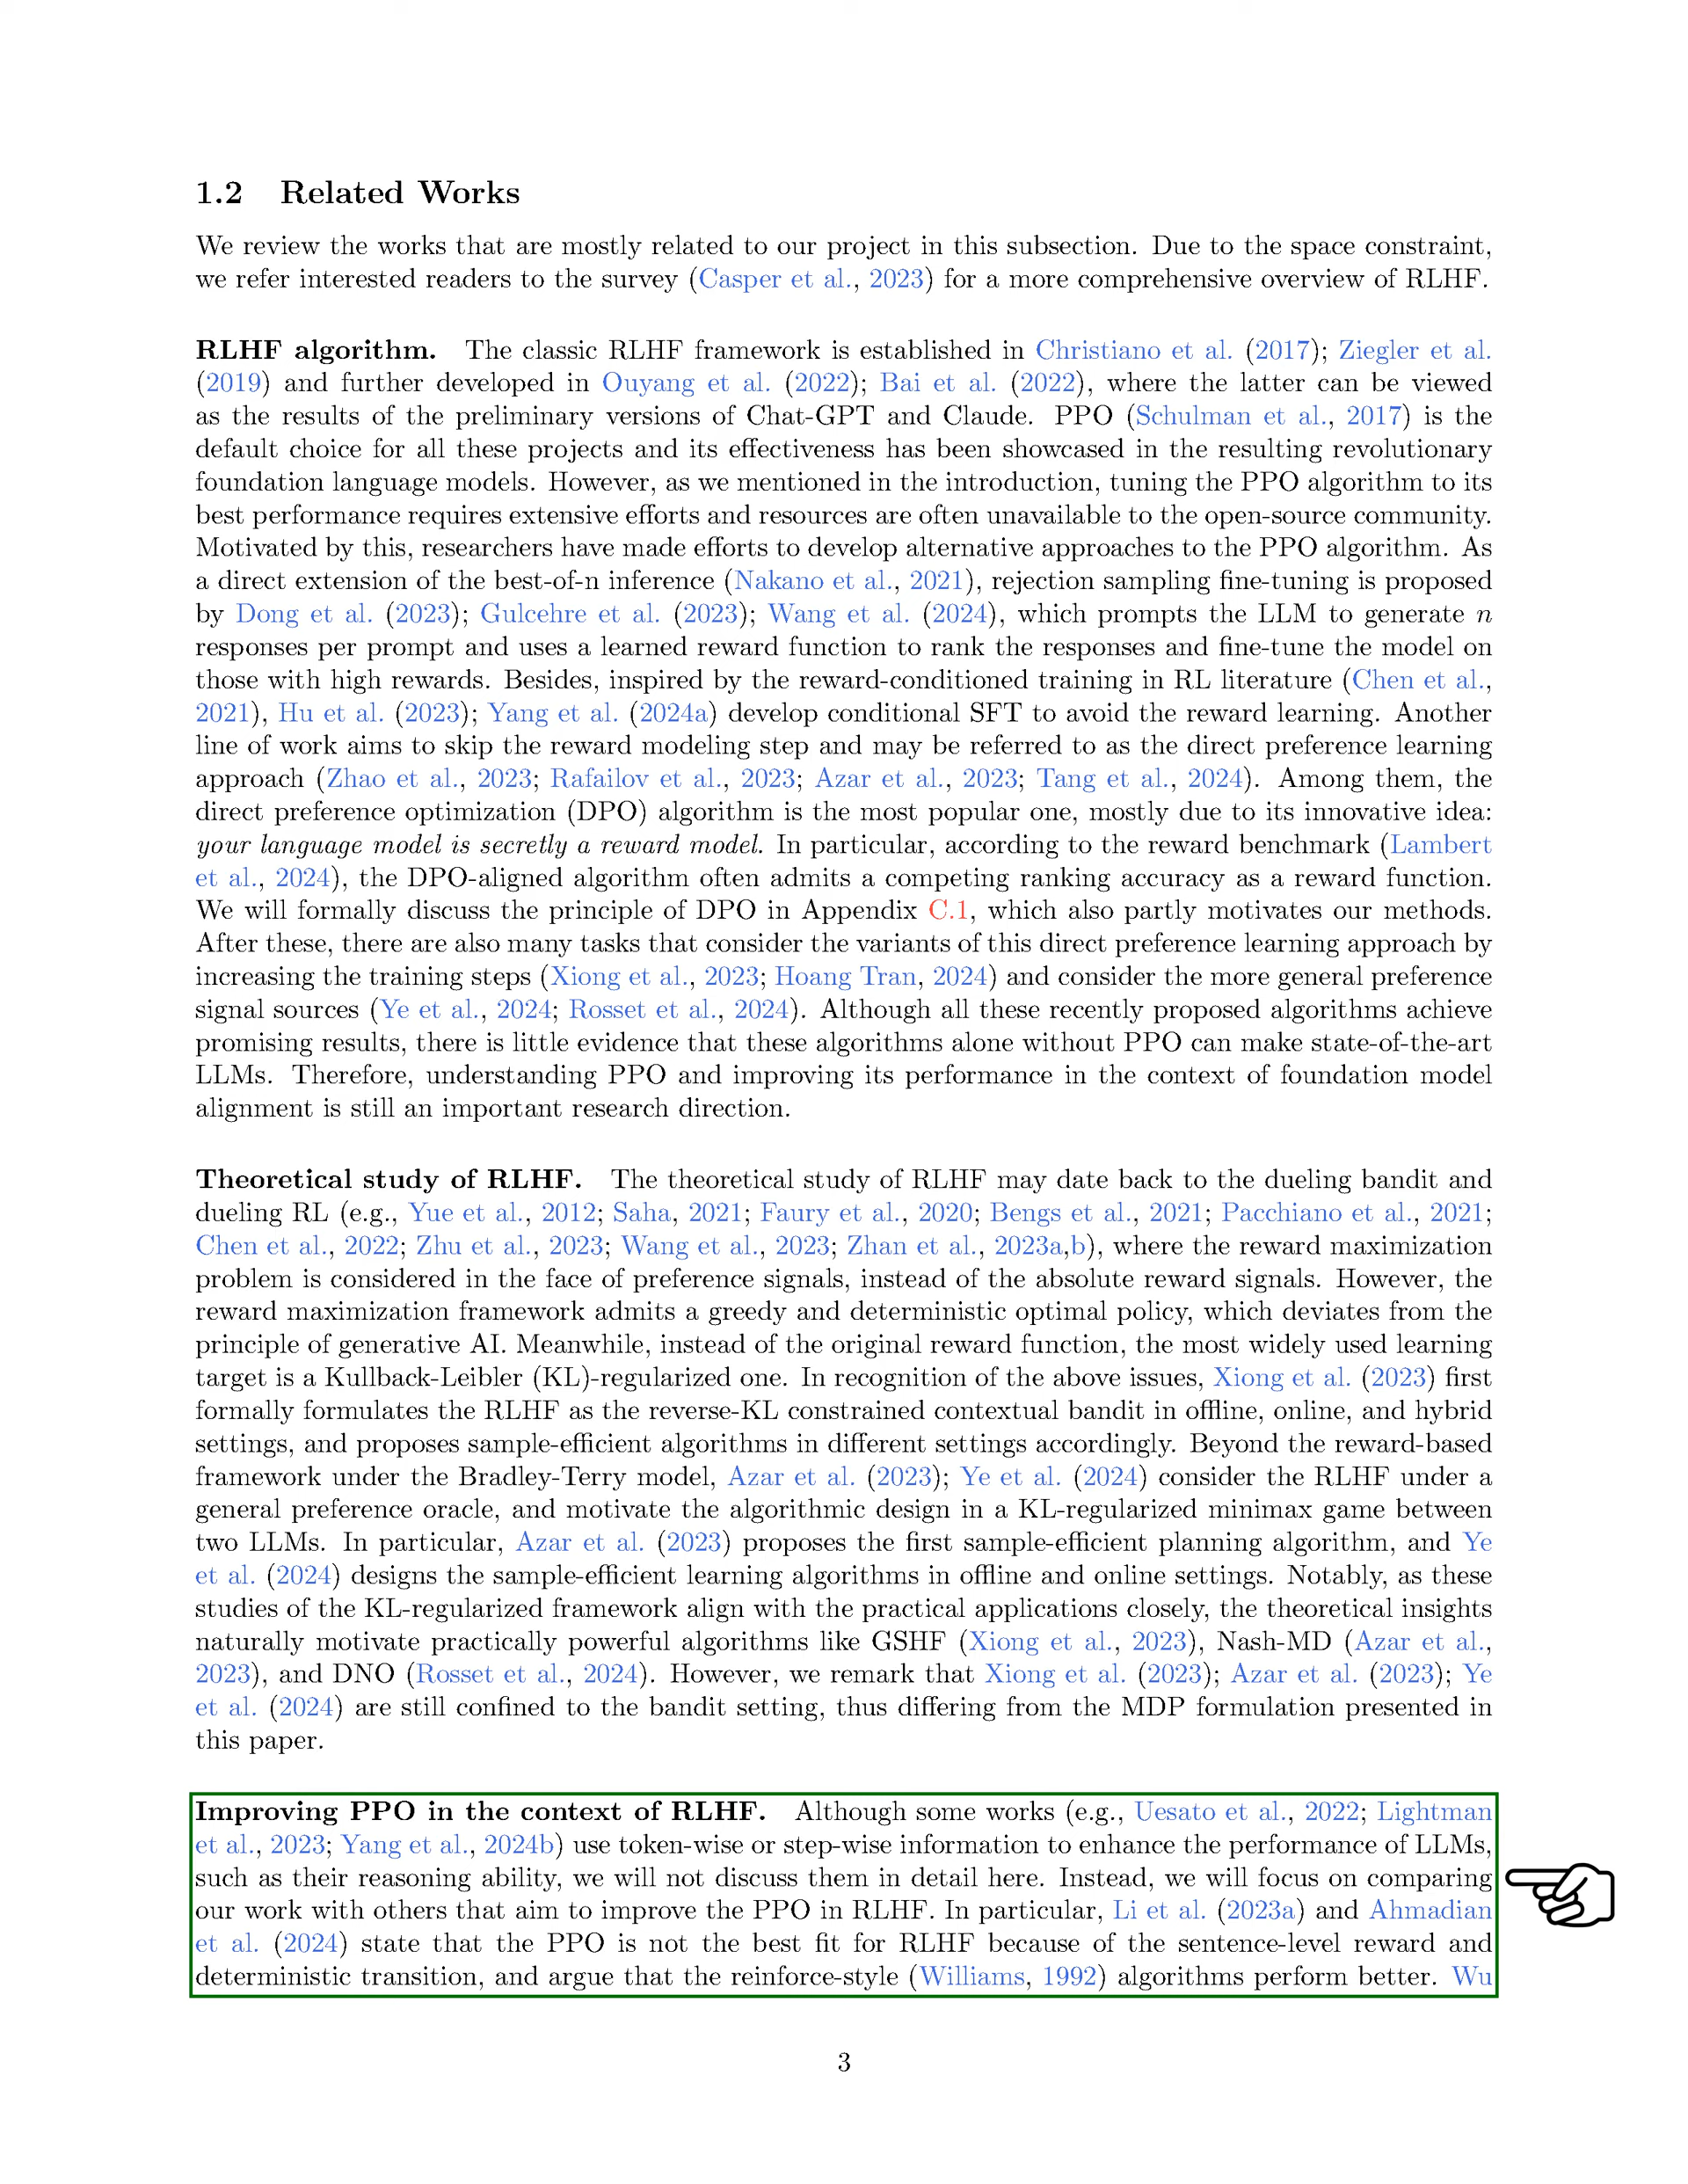 1.2 Related Works
We review the works that are mostly related to our project in this subsection. Due to the space constraint,
we refer interested readers to the survey (Casper et al., 2023) for a more comprehensive overview of RLHF.
RLHF algorithm. The classic RLHF framework is established in Christiano et al. (2017); Ziegler et al.
(2019) and further developed in Ouyang et al. (2022); Bai et al. (2022), where the latter can be viewed
as the results of the preliminary versions of Chat-GPT and Claude. PPO (Schulman et al., 2017) is the
default choice for all these projects and its effectiveness has been showcased in the resulting revolutionary
foundation language models. However, as we mentioned in the introduction, tuning the PPO algorithm to its
best performance requires extensive efforts and resources are often unavailable to the open-source community.
Motivated by this, researchers have made efforts to develop alternative approaches to the PPO algorithm. As
a direct extension of the best-of-n inference (Nakano et al., 2021), rejection sampling fine-tuning is proposed
by Dong et al. (2023); Gulcehre et al. (2023); Wang et al. (2024), which prompts the LLM to generate n
responses per prompt and uses a learned reward function to rank the responses and fine-tune the model on
those with high rewards. Besides, inspired by the reward-conditioned training in RL literature (Chen et al.,
2021), Hu et al. (2023); Yang et al. (2024a) develop conditional SFT to avoid the reward learning. Another
line of work aims to skip the reward modeling step and may be referred to as the direct preference learning
approach (Zhao et al., 2023; Rafailov et al., 2023; Azar et al., 2023; Tang et al., 2024). Among them, the
direct preference optimization (DPO) algorithm is the most popular one, mostly due to its innovative idea:
your language model is secretly a reward model. In particular, according to the reward benchmark (Lambert
et al., 2024), the DPO-aligned algorithm often admits a competing ranking accuracy as a reward function.
We will formally discuss the principle of DPO in Appendix C.1, which also partly motivates our methods.
After these, there are also many tasks that consider the variants of this direct preference learning approach by
increasing the training steps (Xiong et al., 2023; Hoang Tran, 2024) and consider the more general preference
signal sources (Ye et al., 2024; Rosset et al., 2024). Although all these recently proposed algorithms achieve
promising results, there is little evidence that these algorithms alone without PPO can make state-of-the-art
LLMs. Therefore, understanding PPO and improving its performance in the context of foundation model
alignment is still an important research direction.
Theoretical study of RLHF. The theoretical study of RLHF may date back to the dueling bandit and
dueling RL (e.g., Yue et al., 2012; Saha, 2021; Faury et al., 2020; Bengs et al., 2021; Pacchiano et al., 2021;
Chen et al., 2022; Zhu et al., 2023; Wang et al., 2023; Zhan et al., 2023a,b), where the reward maximization
problem is considered in the face of preference signals, instead of the absolute reward signals. However, the
reward maximization framework admits a greedy and deterministic optimal policy, which deviates from the
principle of generative AI. Meanwhile, instead of the original reward function, the most widely used learning
target is a Kullback-Leibler (KL)-regularized one. In recognition of the above issues, Xiong et al. (2023) first
formally formulates the RLHF as the reverse-KL constrained contextual bandit in offline, online, and hybrid
settings, and proposes sample-efficient algorithms in different settings accordingly. Beyond the reward-based
framework under the Bradley-Terry model, Azar et al. (2023); Ye et al. (2024) consider the RLHF under a
general preference oracle, and motivate the algorithmic design in a KL-regularized minimax game between
two LLMs. In particular, Azar et al. (2023) proposes the first sample-efficient planning algorithm, and Ye
et al. (2024) designs the sample-efficient learning algorithms in offline and online settings. Notably, as these
studies of the KL-regularized framework align with the practical applications closely, the theoretical insights
naturally motivate practically powerful algorithms like GSHF (Xiong et al., 2023), Nash-MD (Azar et al.,
2023), and DNO (Rosset et al., 2024). However, we remark that Xiong et al. (2023); Azar et al. (2023); Ye
et al. (2024) are still confined to the bandit setting, thus differing from the MDP formulation presented in
this paper.
Improving PPO in the context of RLHF. Although some works (e.g., Uesato et al., 2022; Lightman
et al., 2023; Yang et al., 2024b) use token-wise or step-wise information to enhance the performance of LLMs,
such as their reasoning ability, we will not discuss them in detail here. Instead, we will focus on comparing
our work with others that aim to improve the PPO in RLHF. In particular, Li et al. (2023a) and Ahmadian
et al. (2024) state that the PPO is not the best fit for RLHF because of the sentence-level reward and
deterministic transition, and argue that the reinforce-style (Williams, 1992) algorithms perform better. Wu
3